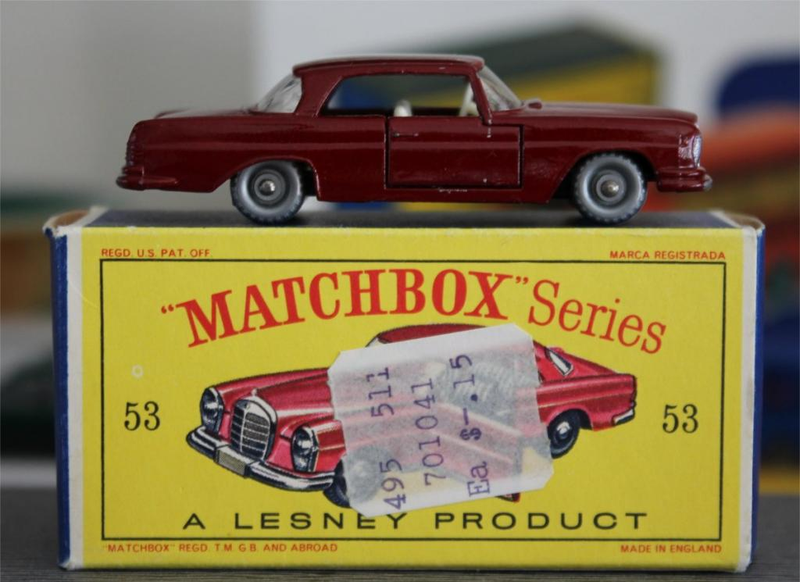 REGD. U.S. PAT. OFF.
MARCA REGISTRADA
"MATCHBOX" Series
53
53
495 511
701041
Ea $-.15
A LESNEY PRODUCT
"MATCHBOX" REGD. T.M. G.B. AND ABROAD
MADE IN ENGLAND